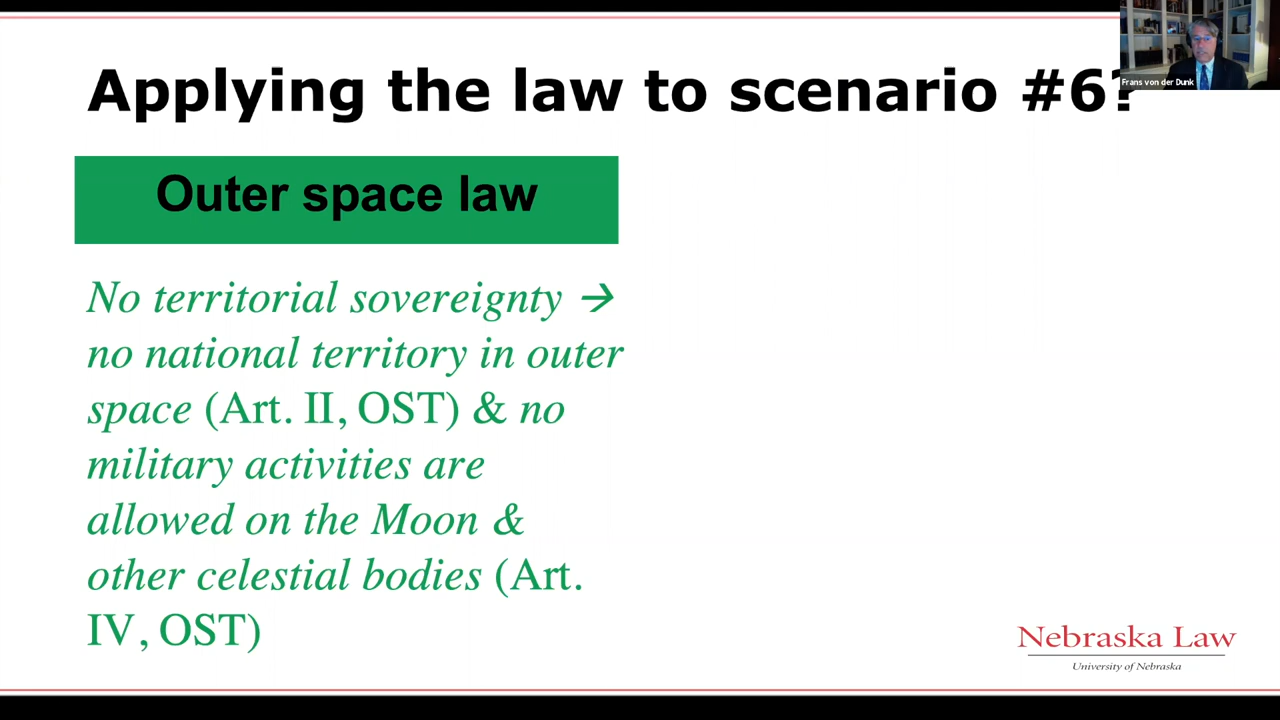 Applying the law to scenario #6?
Frans von der Dunk
Outer space law
No territorial sovereignty →
no national territory in outer
space (Art. II, OST) & no
military activities are
allowed on the Moon &
other celestial bodies (Art.
IV, OST)
Nebraska Law
University of Nebraska